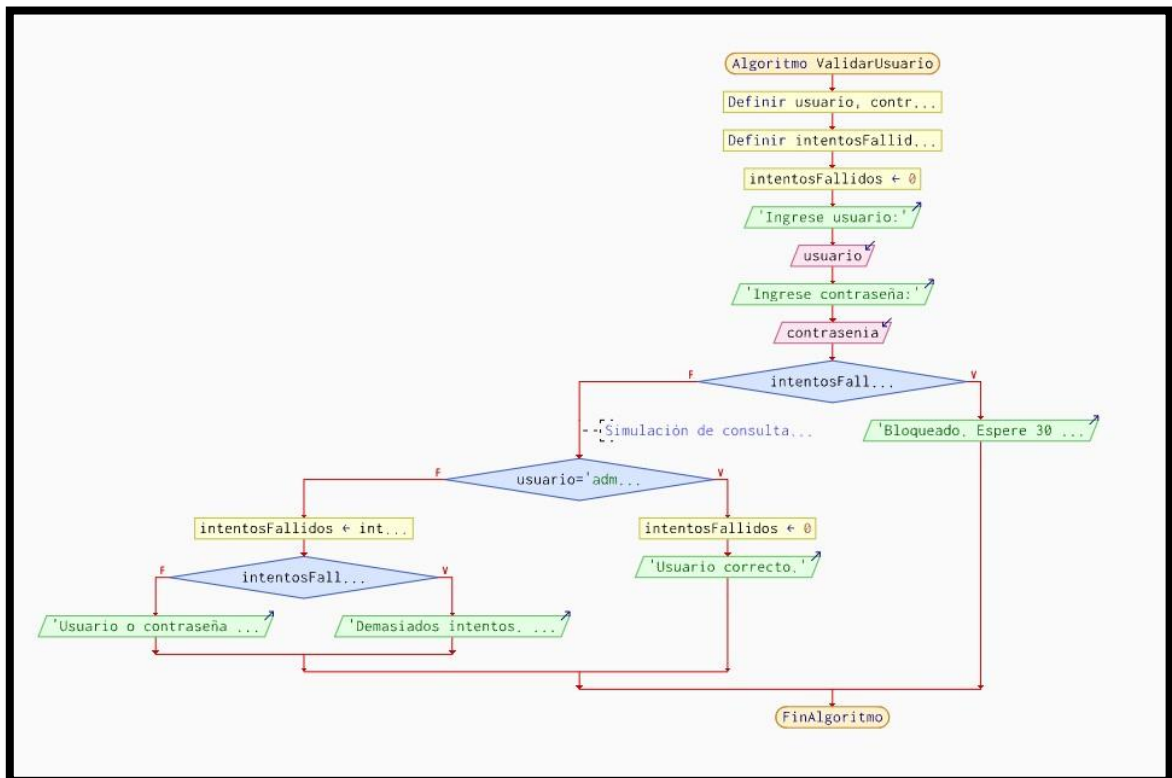 Algoritmo ValidarUsuario
Definir usuario, contr...
Definir intentosFallid...
intentosFallidos ← 0
'Ingrese usuario:'
usuario
'Ingrese contraseña:'
contrasenia
F
intentosFall...
V
Simulación de consulta...
'Bloqueado. Espere 30 ...
F
usuario='adm...
V
intentosFallidos ← int...
intentosFallidos ← 0
F
intentosFall...
V
'Usuario correcto.'
'Usuario o contraseña ...
'Demasiados intentos. ...
FinAlgoritmo